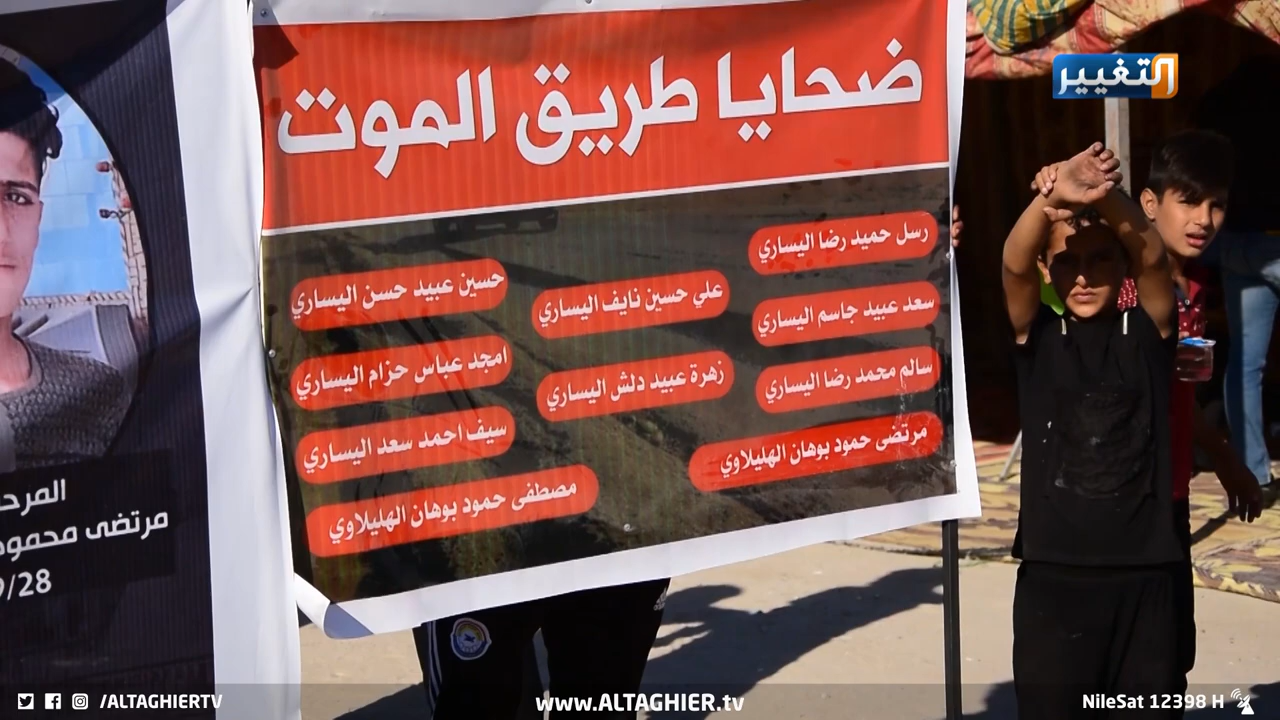 التغيير
ضحايا طريق الموت
رسل حميد رضا اليساري
سعد عبيد جاسم اليساري
سالم محمد رضا اليساري
مرتضى حمود بوهان الهليلاوي
علي حسين نايف اليساري
زهرة عبيد دلش اليساري
حسين عبيد حسن اليساري
امجد عباس حزام اليساري
سيف احمد سعد اليساري
مصطفى حمود بوهان الهليلاوي
مرتضى محمود
/28
/ALTAGHIERTV
www.ALTAGHIER.tv
NileSat 12398 H